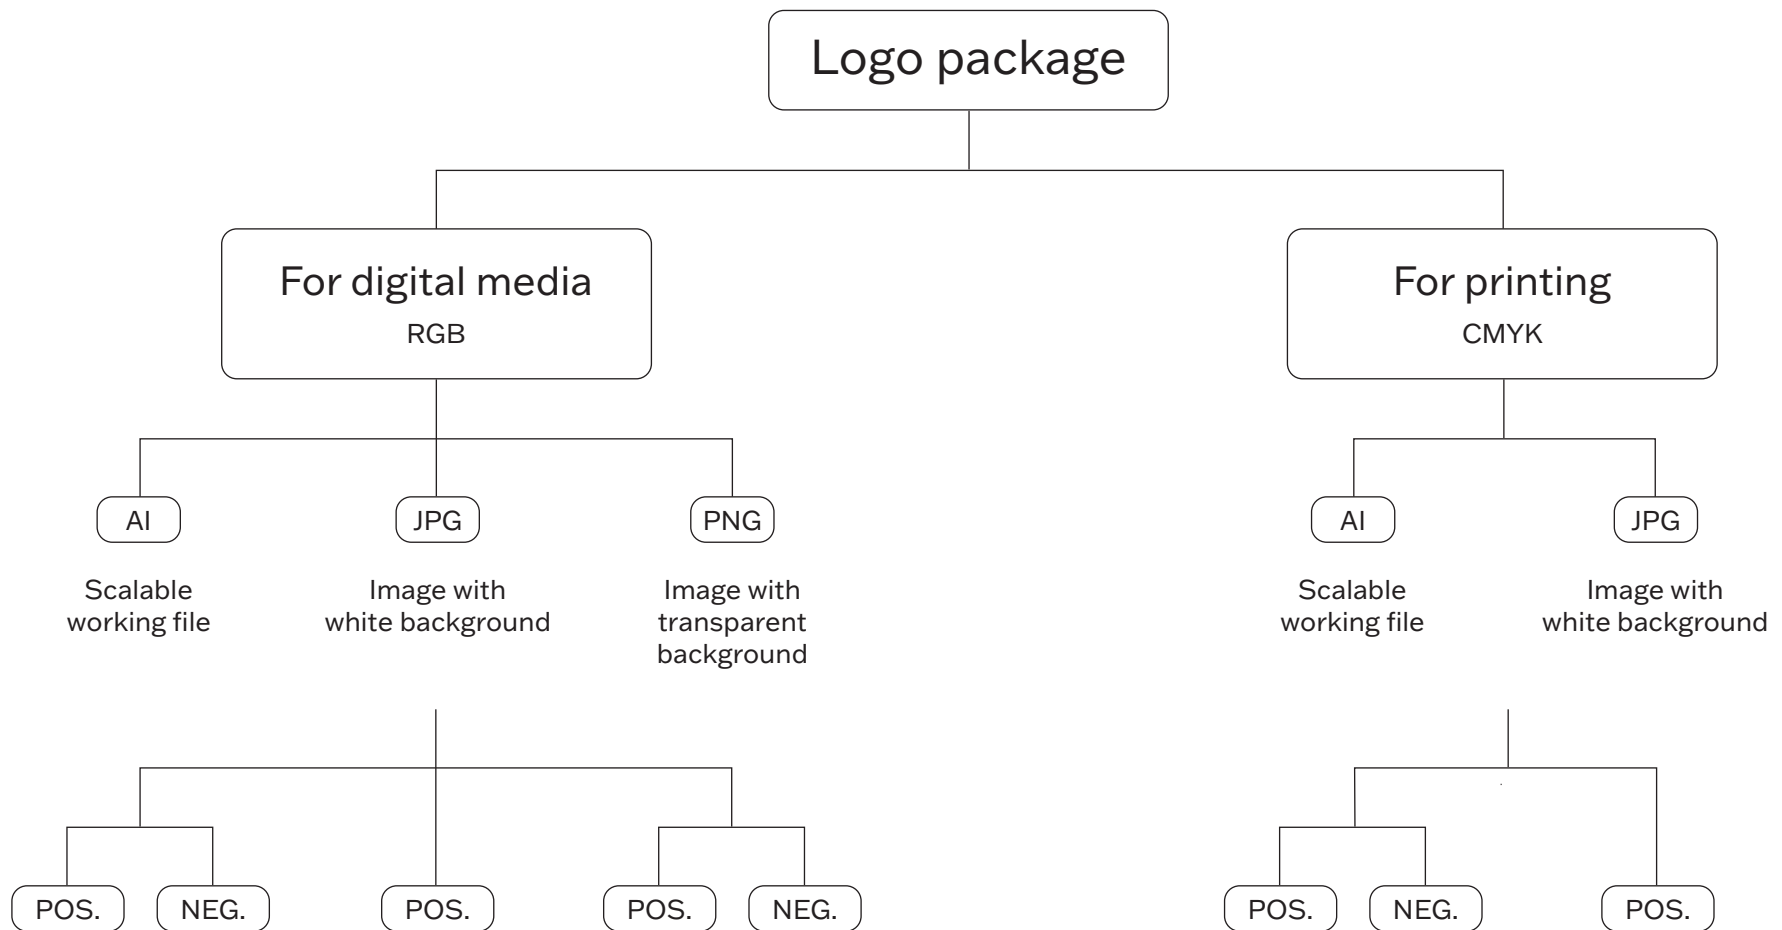 Logo package
For digital media
RGB
For printing
CMYK
AI
JPG
PNG
AI
JPG
Scalable
working file
Image with
white background
Image with
transparent
background
Scalable
working file
Image with
white background
POS.
NEG.
POS.
POS.
NEG.
POS.
NEG.
POS.